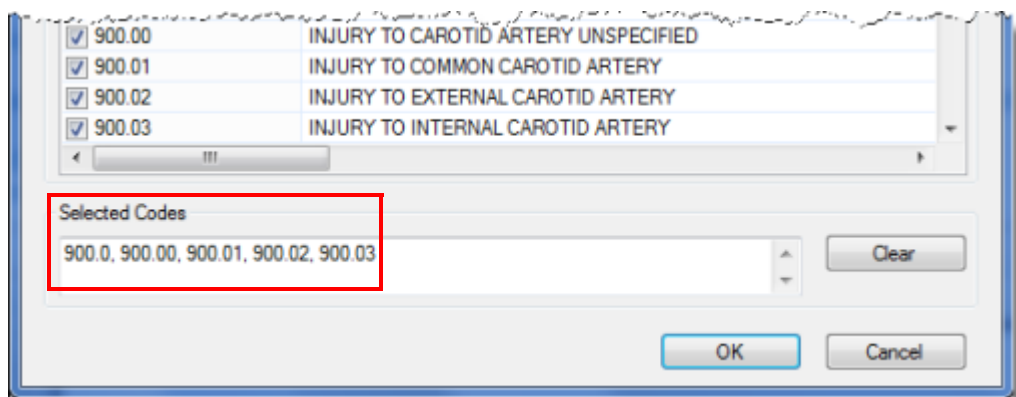 900.00 INJURY TO CAROTID ARTERY UNSPECIFIED
900.01 INJURY TO COMMON CAROTID ARTERY
900.02 INJURY TO EXTERNAL CAROTID ARTERY
900.03 INJURY TO INTERNAL CAROTID ARTERY
Selected Codes
900.0, 900.00, 900.01, 900.02, 900.03
Clear
OK Cancel